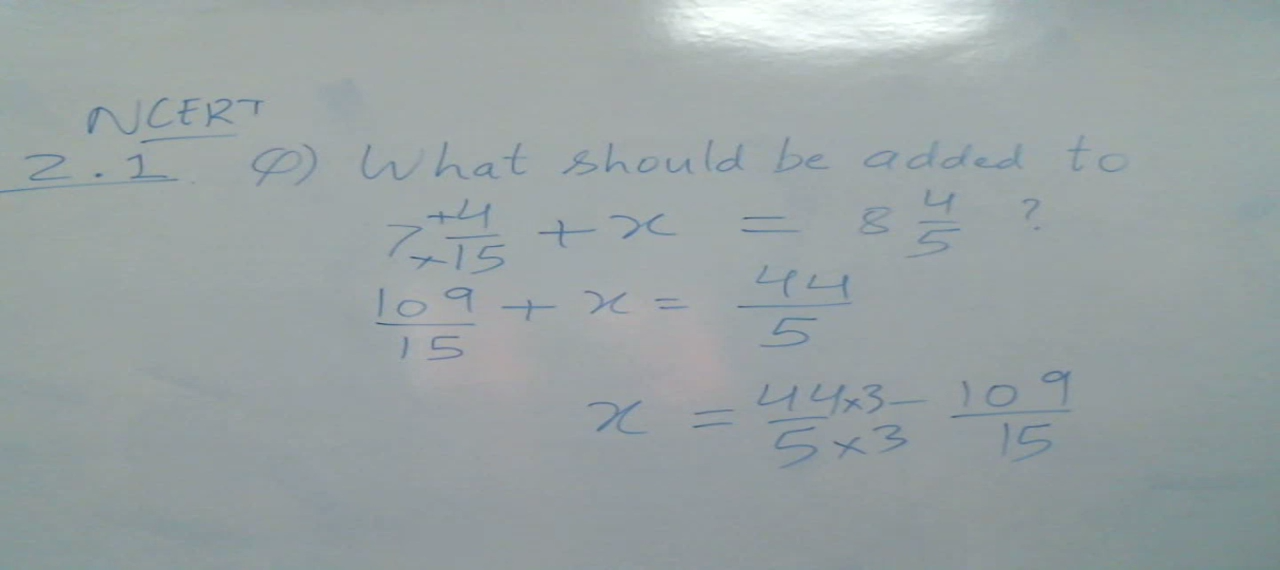 NCERT
2.1 Q) What should be added to
7 +4/×15 + x = 8 4/5 ?
109/15 + x = 44/5
x = 44×3/5×3 - 109/15